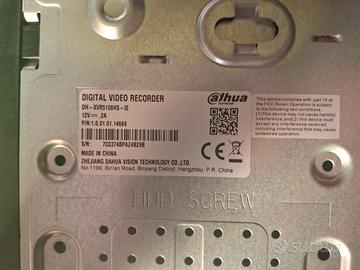 DIGITAL VIDEO RECORDER
DH-XVR5108HS-I2
12V ⎓ 2A
P/N:1.0.01.01.14669
alhua
TECHNOLOGY
This device complies with part 15 of
the FCC Rules.Operation is subject to
the following two conditions:
(1)This device may not cause harmful
interference,and(2)This device must
accept any interference received,
including interference that may cause
undesired operation.
S/N: 7C0374BPAZ4B29B
MADE IN CHINA
ZHEJIANG DAHUA VISION TECHNOLOGY CO.,LTD.
No.1199, Bin'an Road, Binjiang District, Hangzhou, P.R. China
CE
HDD SCREW
subito